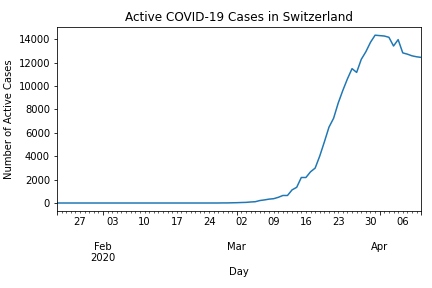 Active COVID-19 Cases in Switzerland
Number of Active Cases
14000
12000
10000
8000
6000
4000
2000
0
27 03 10 17 24 02 09 16 23 30 06
Feb Mar Apr
2020
Day